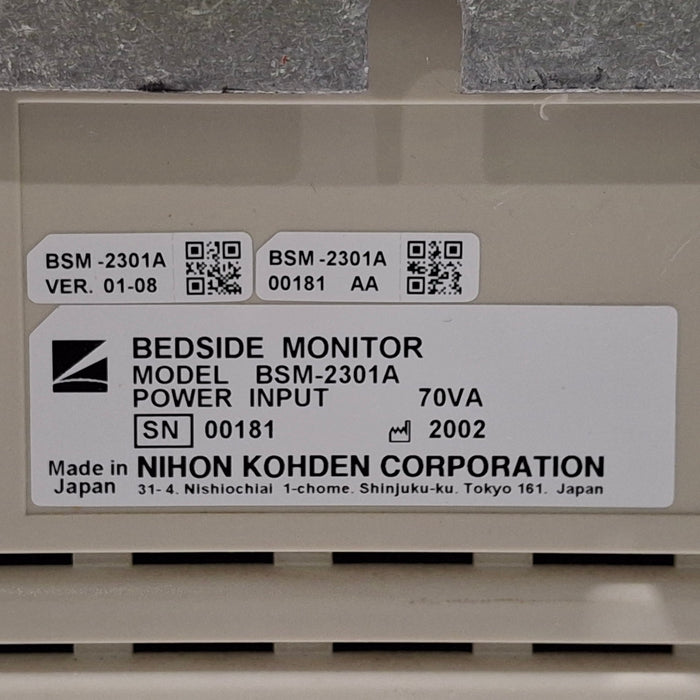 BSM-2301A
VER. 01-08
BSM-2301A
00181 AA
BEDSIDE MONITOR
MODEL BSM-2301A
POWER INPUT 70VA
SN 00181 2002
Made in Japan NIHON KOHDEN CORPORATION
31-4. Nishiochiai 1-chome. Shinjuku-ku. Tokyo 161. Japan